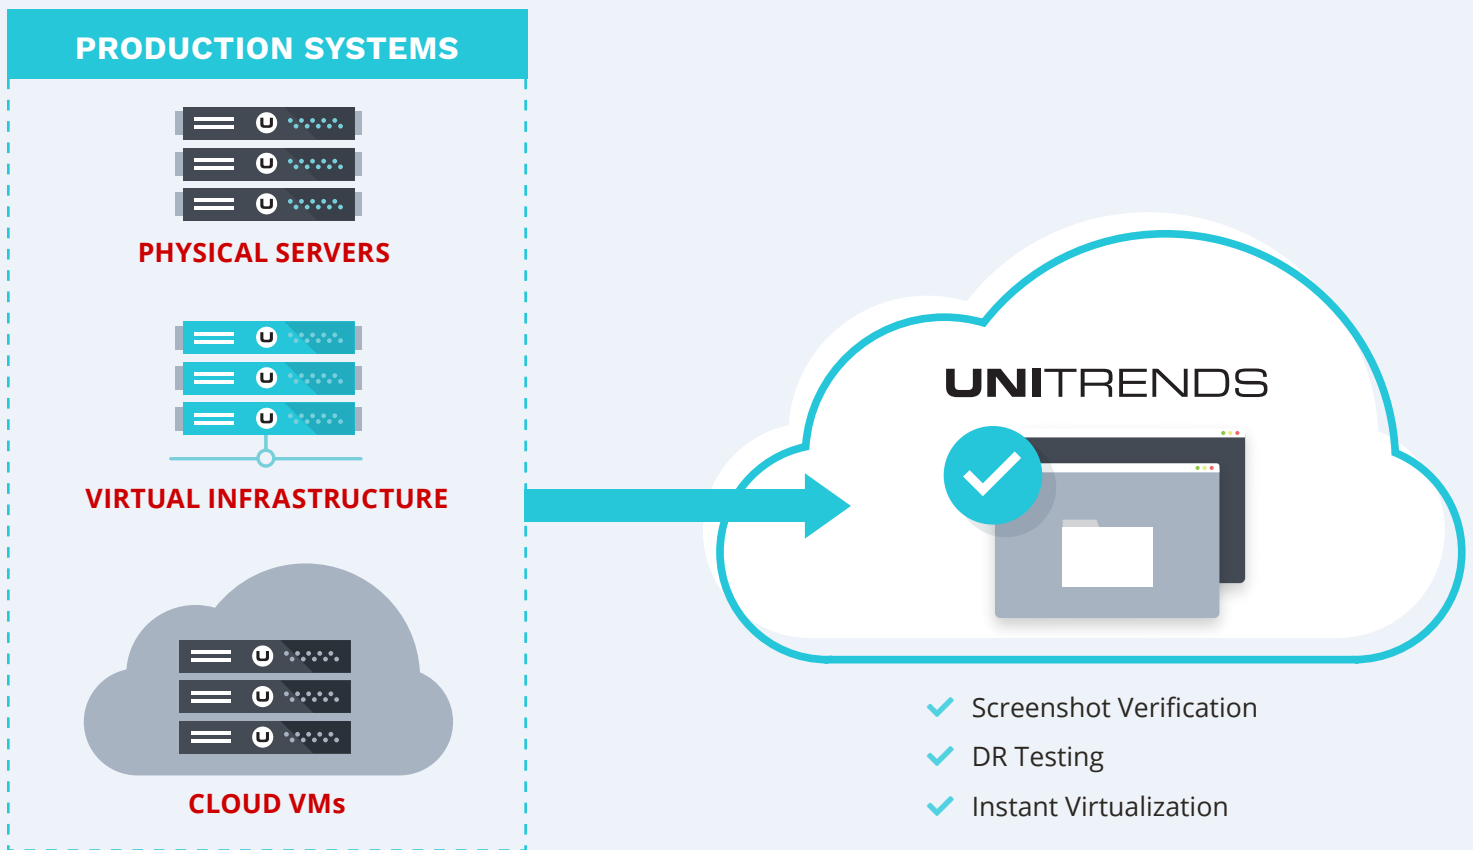 PRODUCTION SYSTEMS
PHYSICAL SERVERS
VIRTUAL INFRASTRUCTURE
CLOUD VMs
UNITRENDS
Screenshot Verification
DR Testing
Instant Virtualization